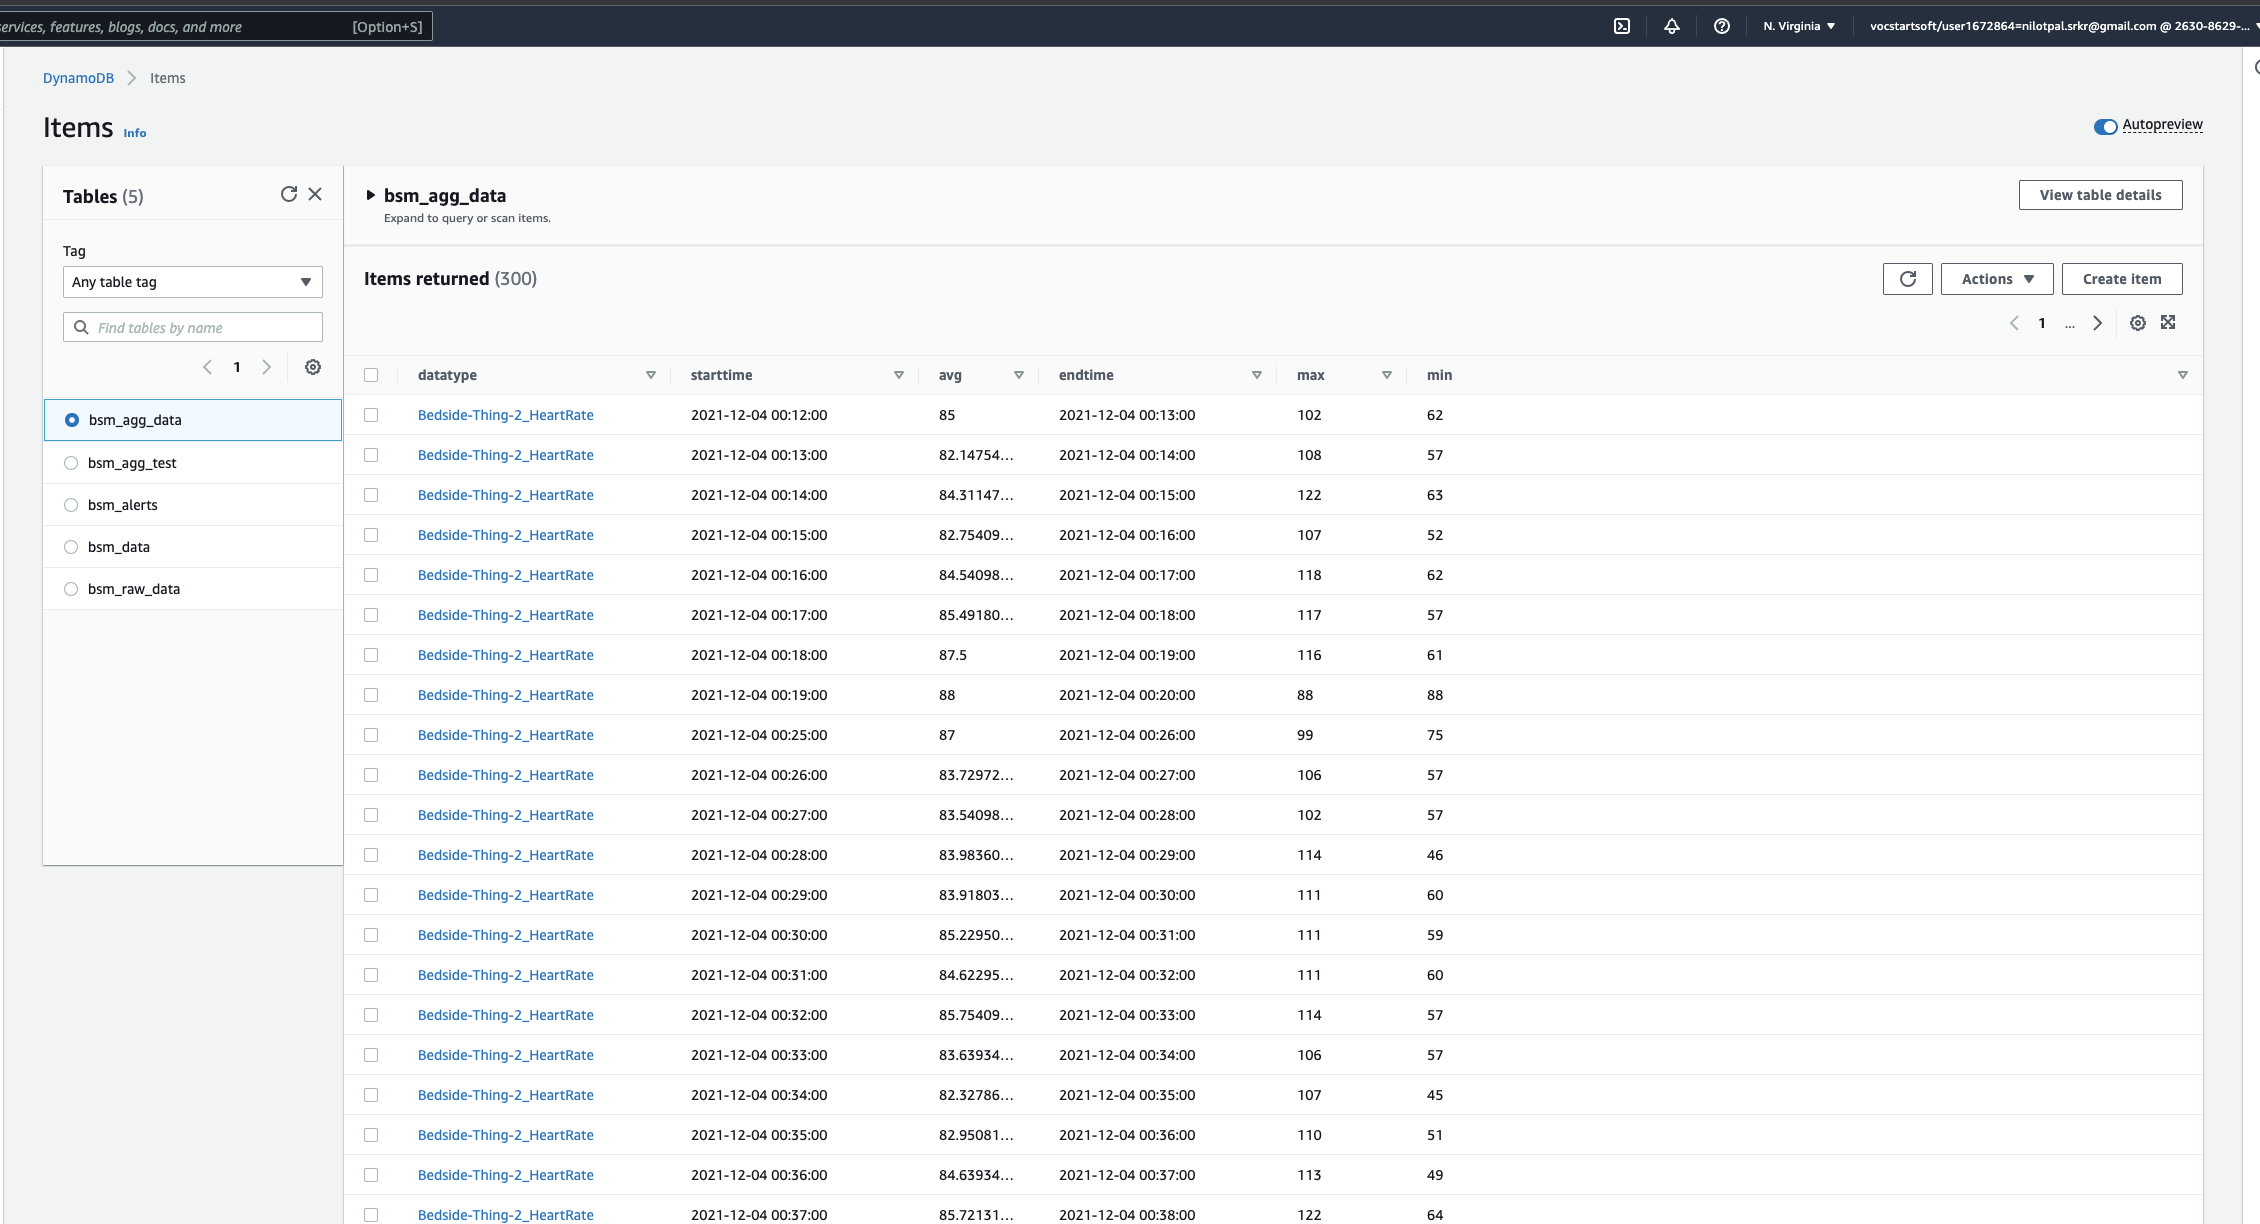 services, features, blogs, docs, and more [Option+S] N. Virginia ▼ vocstartsoft/user1672864=nilotpal.srkr@gmail.com @ 2630-8629-...
DynamoDB > Items
Items Info
Autopreview
Tables (5)
Tag
Any table tag
Find tables by name
1
bsm_agg_data
bsm_agg_test
bsm_alerts
bsm_data
bsm_raw_data
bsm_agg_data
Expand to query or scan items.
View table details
Items returned (300)
Actions Create item
1 ...
datatype starttime avg endtime max min
Bedside-Thing-2_HeartRate 2021-12-04 00:12:00 85 2021-12-04 00:13:00 102 62
Bedside-Thing-2_HeartRate 2021-12-04 00:13:00 82.14754... 2021-12-04 00:14:00 108 57
Bedside-Thing-2_HeartRate 2021-12-04 00:14:00 84.31147... 2021-12-04 00:15:00 122 63
Bedside-Thing-2_HeartRate 2021-12-04 00:15:00 82.75409... 2021-12-04 00:16:00 107 52
Bedside-Thing-2_HeartRate 2021-12-04 00:16:00 84.54098... 2021-12-04 00:17:00 118 62
Bedside-Thing-2_HeartRate 2021-12-04 00:17:00 85.49180... 2021-12-04 00:18:00 117 57
Bedside-Thing-2_HeartRate 2021-12-04 00:18:00 87.5 2021-12-04 00:19:00 116 61
Bedside-Thing-2_HeartRate 2021-12-04 00:19:00 88 2021-12-04 00:20:00 88 88
Bedside-Thing-2_HeartRate 2021-12-04 00:25:00 87 2021-12-04 00:26:00 99 75
Bedside-Thing-2_HeartRate 2021-12-04 00:26:00 83.72972... 2021-12-04 00:27:00 106 57
Bedside-Thing-2_HeartRate 2021-12-04 00:27:00 83.54098... 2021-12-04 00:28:00 102 57
Bedside-Thing-2_HeartRate 2021-12-04 00:28:00 83.98360... 2021-12-04 00:29:00 114 46
Bedside-Thing-2_HeartRate 2021-12-04 00:29:00 83.91803... 2021-12-04 00:30:00 111 60
Bedside-Thing-2_HeartRate 2021-12-04 00:30:00 85.22950... 2021-12-04 00:31:00 111 59
Bedside-Thing-2_HeartRate 2021-12-04 00:31:00 84.62295... 2021-12-04 00:32:00 111 60
Bedside-Thing-2_HeartRate 2021-12-04 00:32:00 85.75409... 2021-12-04 00:33:00 114 57
Bedside-Thing-2_HeartRate 2021-12-04 00:33:00 83.63934... 2021-12-04 00:34:00 106 57
Bedside-Thing-2_HeartRate 2021-12-04 00:34:00 82.32786... 2021-12-04 00:35:00 107 45
Bedside-Thing-2_HeartRate 2021-12-04 00:35:00 82.95081... 2021-12-04 00:36:00 110 51
Bedside-Thing-2_HeartRate 2021-12-04 00:36:00 84.63934... 2021-12-04 00:37:00 113 49
Bedside-Thing-2_HeartRate 2021-12-04 00:37:00 85.72131... 2021-12-04 00:38:00 122 64